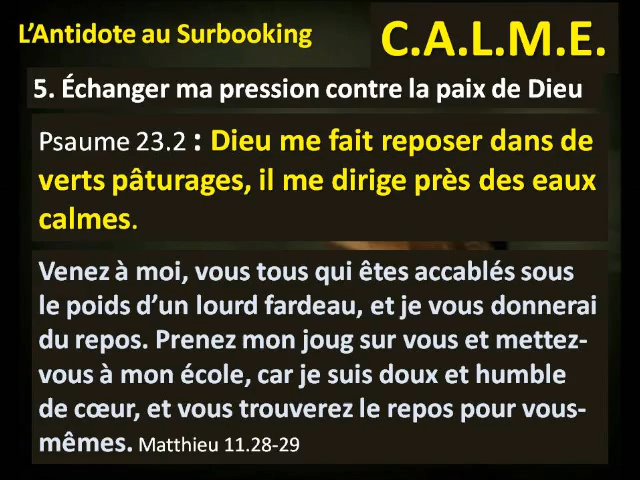 L'Antidote au Surbooking
C.A.L.M.E.
5. Échanger ma pression contre la paix de Dieu
Psaume 23.2 : Dieu me fait reposer dans de
verts pâturages, il me dirige près des eaux
calmes.
Venez à moi, vous tous qui êtes accablés sous
le poids d'un lourd fardeau, et je vous donnerai
du repos. Prenez mon joug sur vous et mettez-
vous à mon école, car je suis doux et humble
de cœur, et vous trouverez le repos pour vous-
mêmes. Matthieu 11.28-29